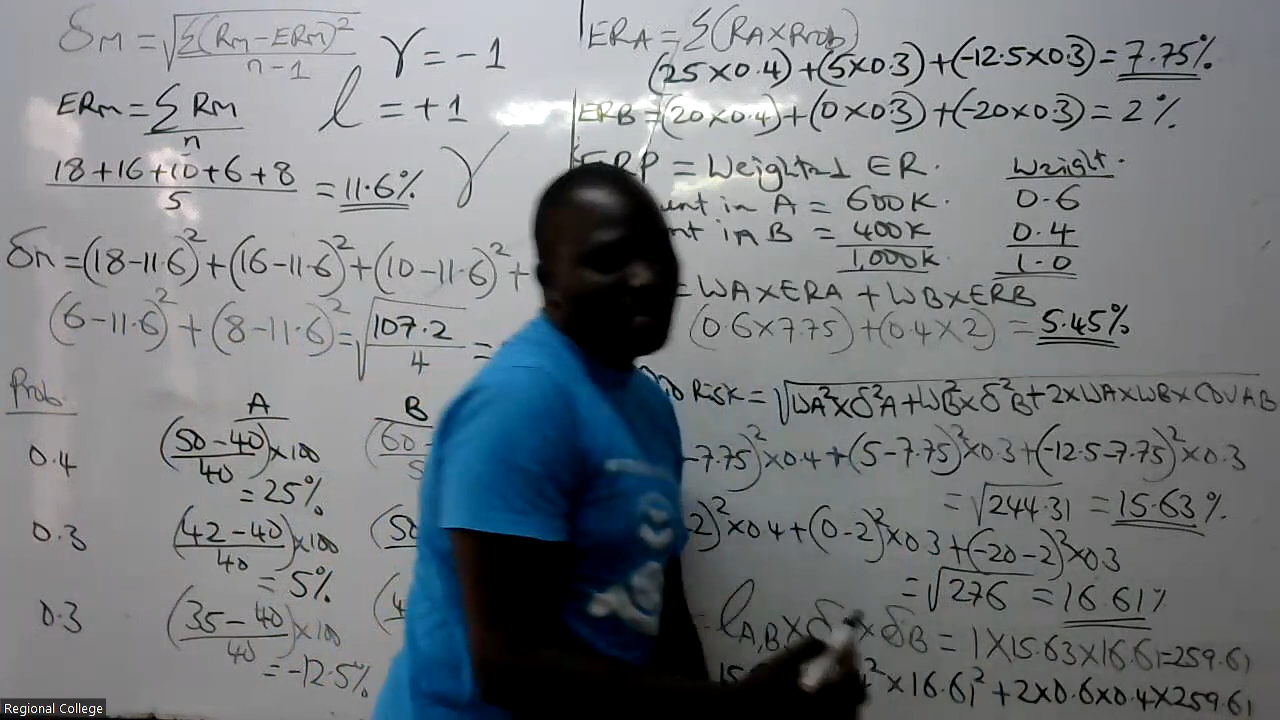 δM = √Σ(RM-ERM)²
n-1
γ = -1
ERM = Σ RM
n
l = +1
18+16+10+6+8 = 11.6%
5
γ
δM = (18-11.6)² + (16-11.6)² + (10-11.6)² +
(6-11.6)² + (8-11.6)² = √107.2 =
4
Prob
A
B
0.4
(50-40)×100
40
= 25%
(60-
0.3
(42-40)×100
40
= 5%
(50
0.3
(35-40)×100
40
= -12.5%
ERA = Σ(RA×Prob)
(25×0.4)+(5×0.3)+(-12.5×0.3) = 7.75%
ERB = (20×0.4)+(0×0.3)+(-20×0.3) = 2%
ERP = Weighted ER.
Weight.
in A = 600K.
0.6
in B = 400K
0.4
1,000K
1.0
= WA×ERA + WB×ERB
(0.6×7.75)+(0.4×2) = 5.45%
Risk = √WA²×δ²A+WB²×δ²B+2×WA×WB×COVAB
-7.75)²×0.4+(5-7.75)²×0.3+(-12.5-7.75)²×0.3
= √244.31 = 15.63%
2)²×0.4+(0-2)²×0.3+(-20-2)²×0.3
= √276 = 16.61%
= lA,B×δ ×δB = 1×15.63×16.61=259.61
²×16.61²+2×0.6×0.4×259.61
Regional College